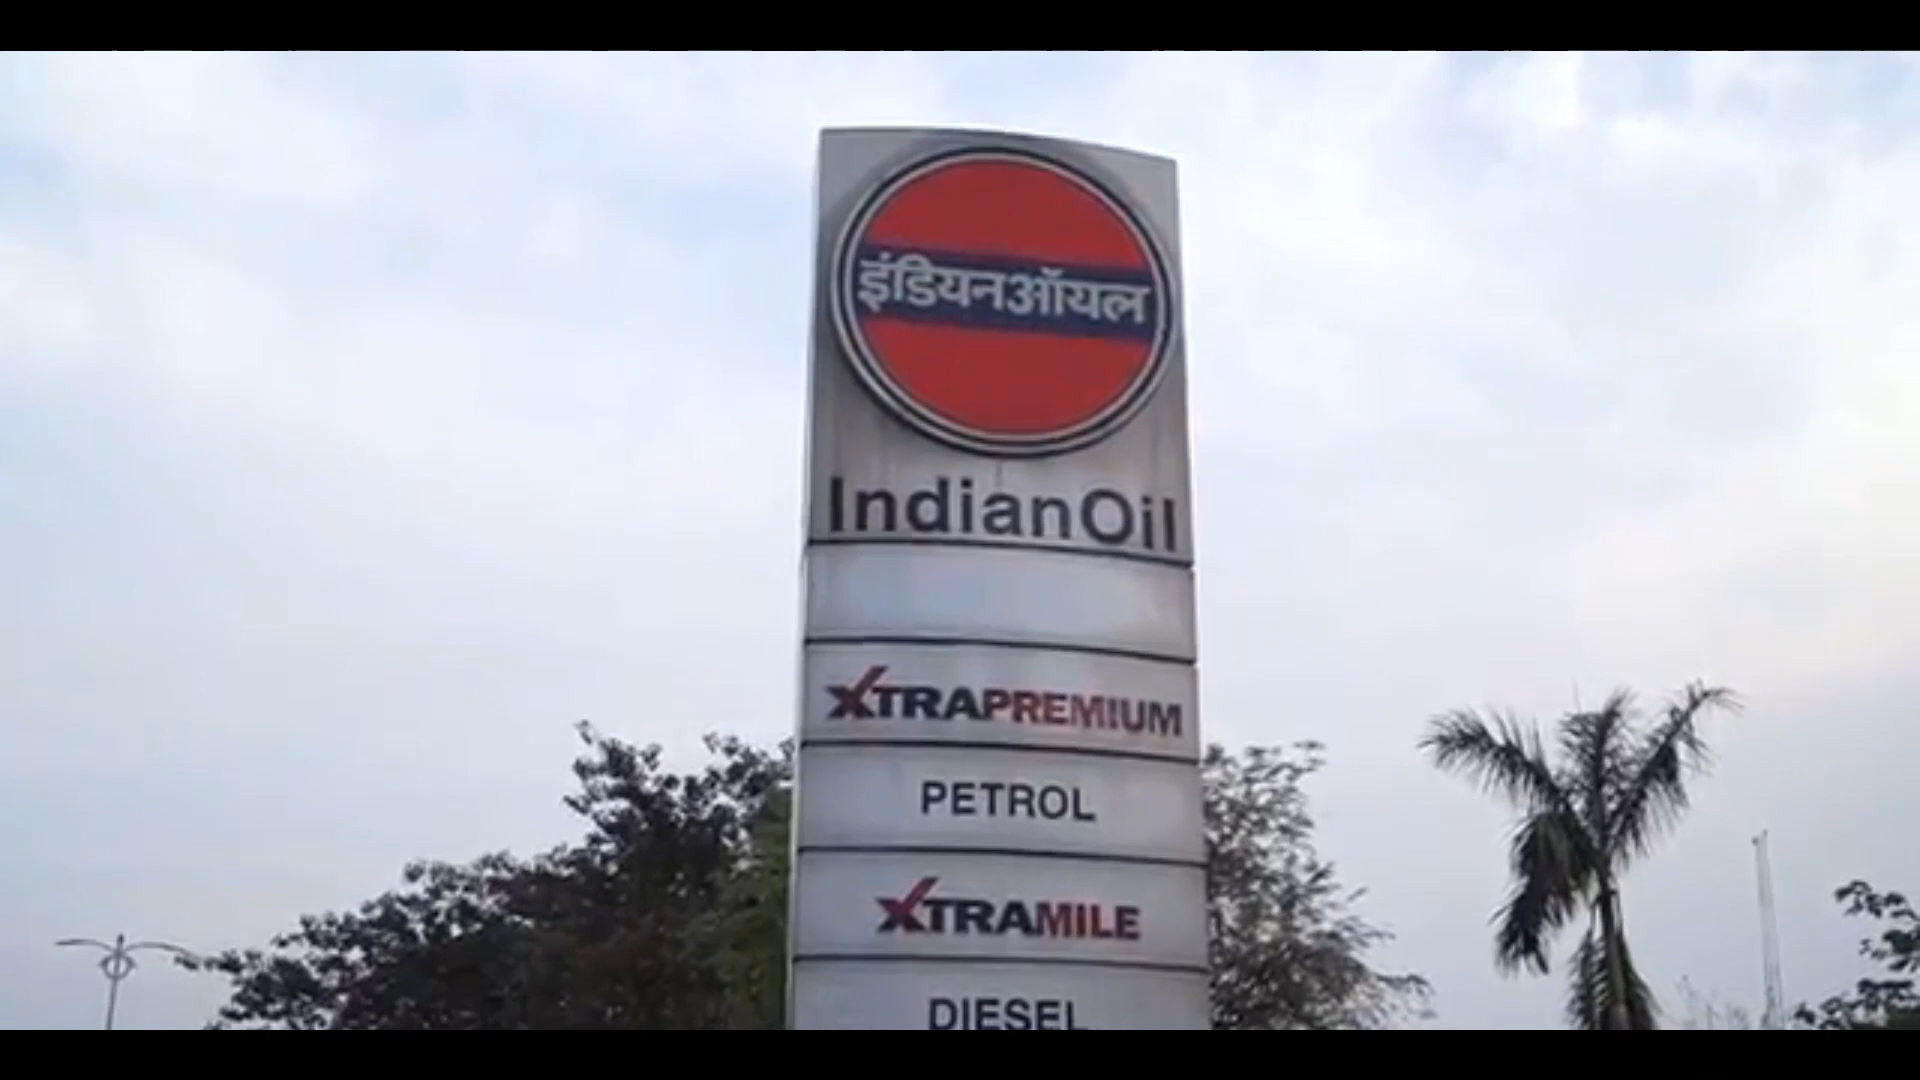 इंडियनऑयल
IndianOil
XTRAPREMIUM
PETROL
XTRAMILE
DIESEL